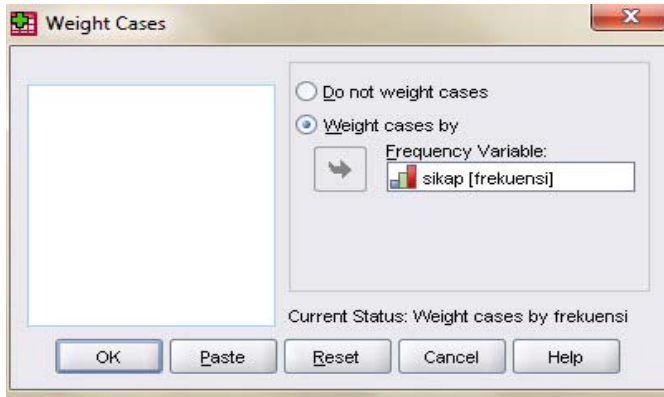 Weight Cases
Do not weight cases
Weight cases by
Frequency Variable:
sikap [frekuensi]
Current Status: Weight cases by frekuensi
OK
Paste
Reset
Cancel
Help